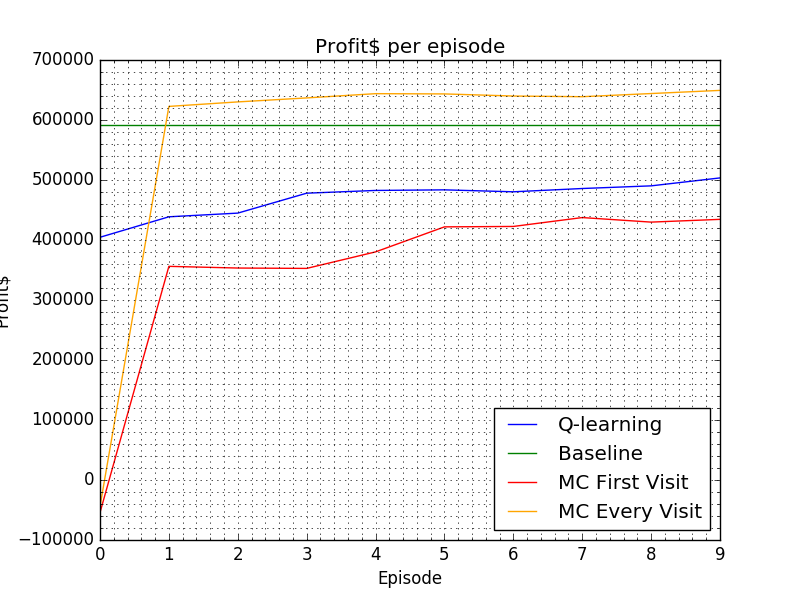 Profit$ per episode
700000
600000
500000
400000
300000
200000
100000
0
−100000
Profit$
0 1 2 3 4 5 6 7 8 9
Episode
Q-learning
Baseline
MC First Visit
MC Every Visit